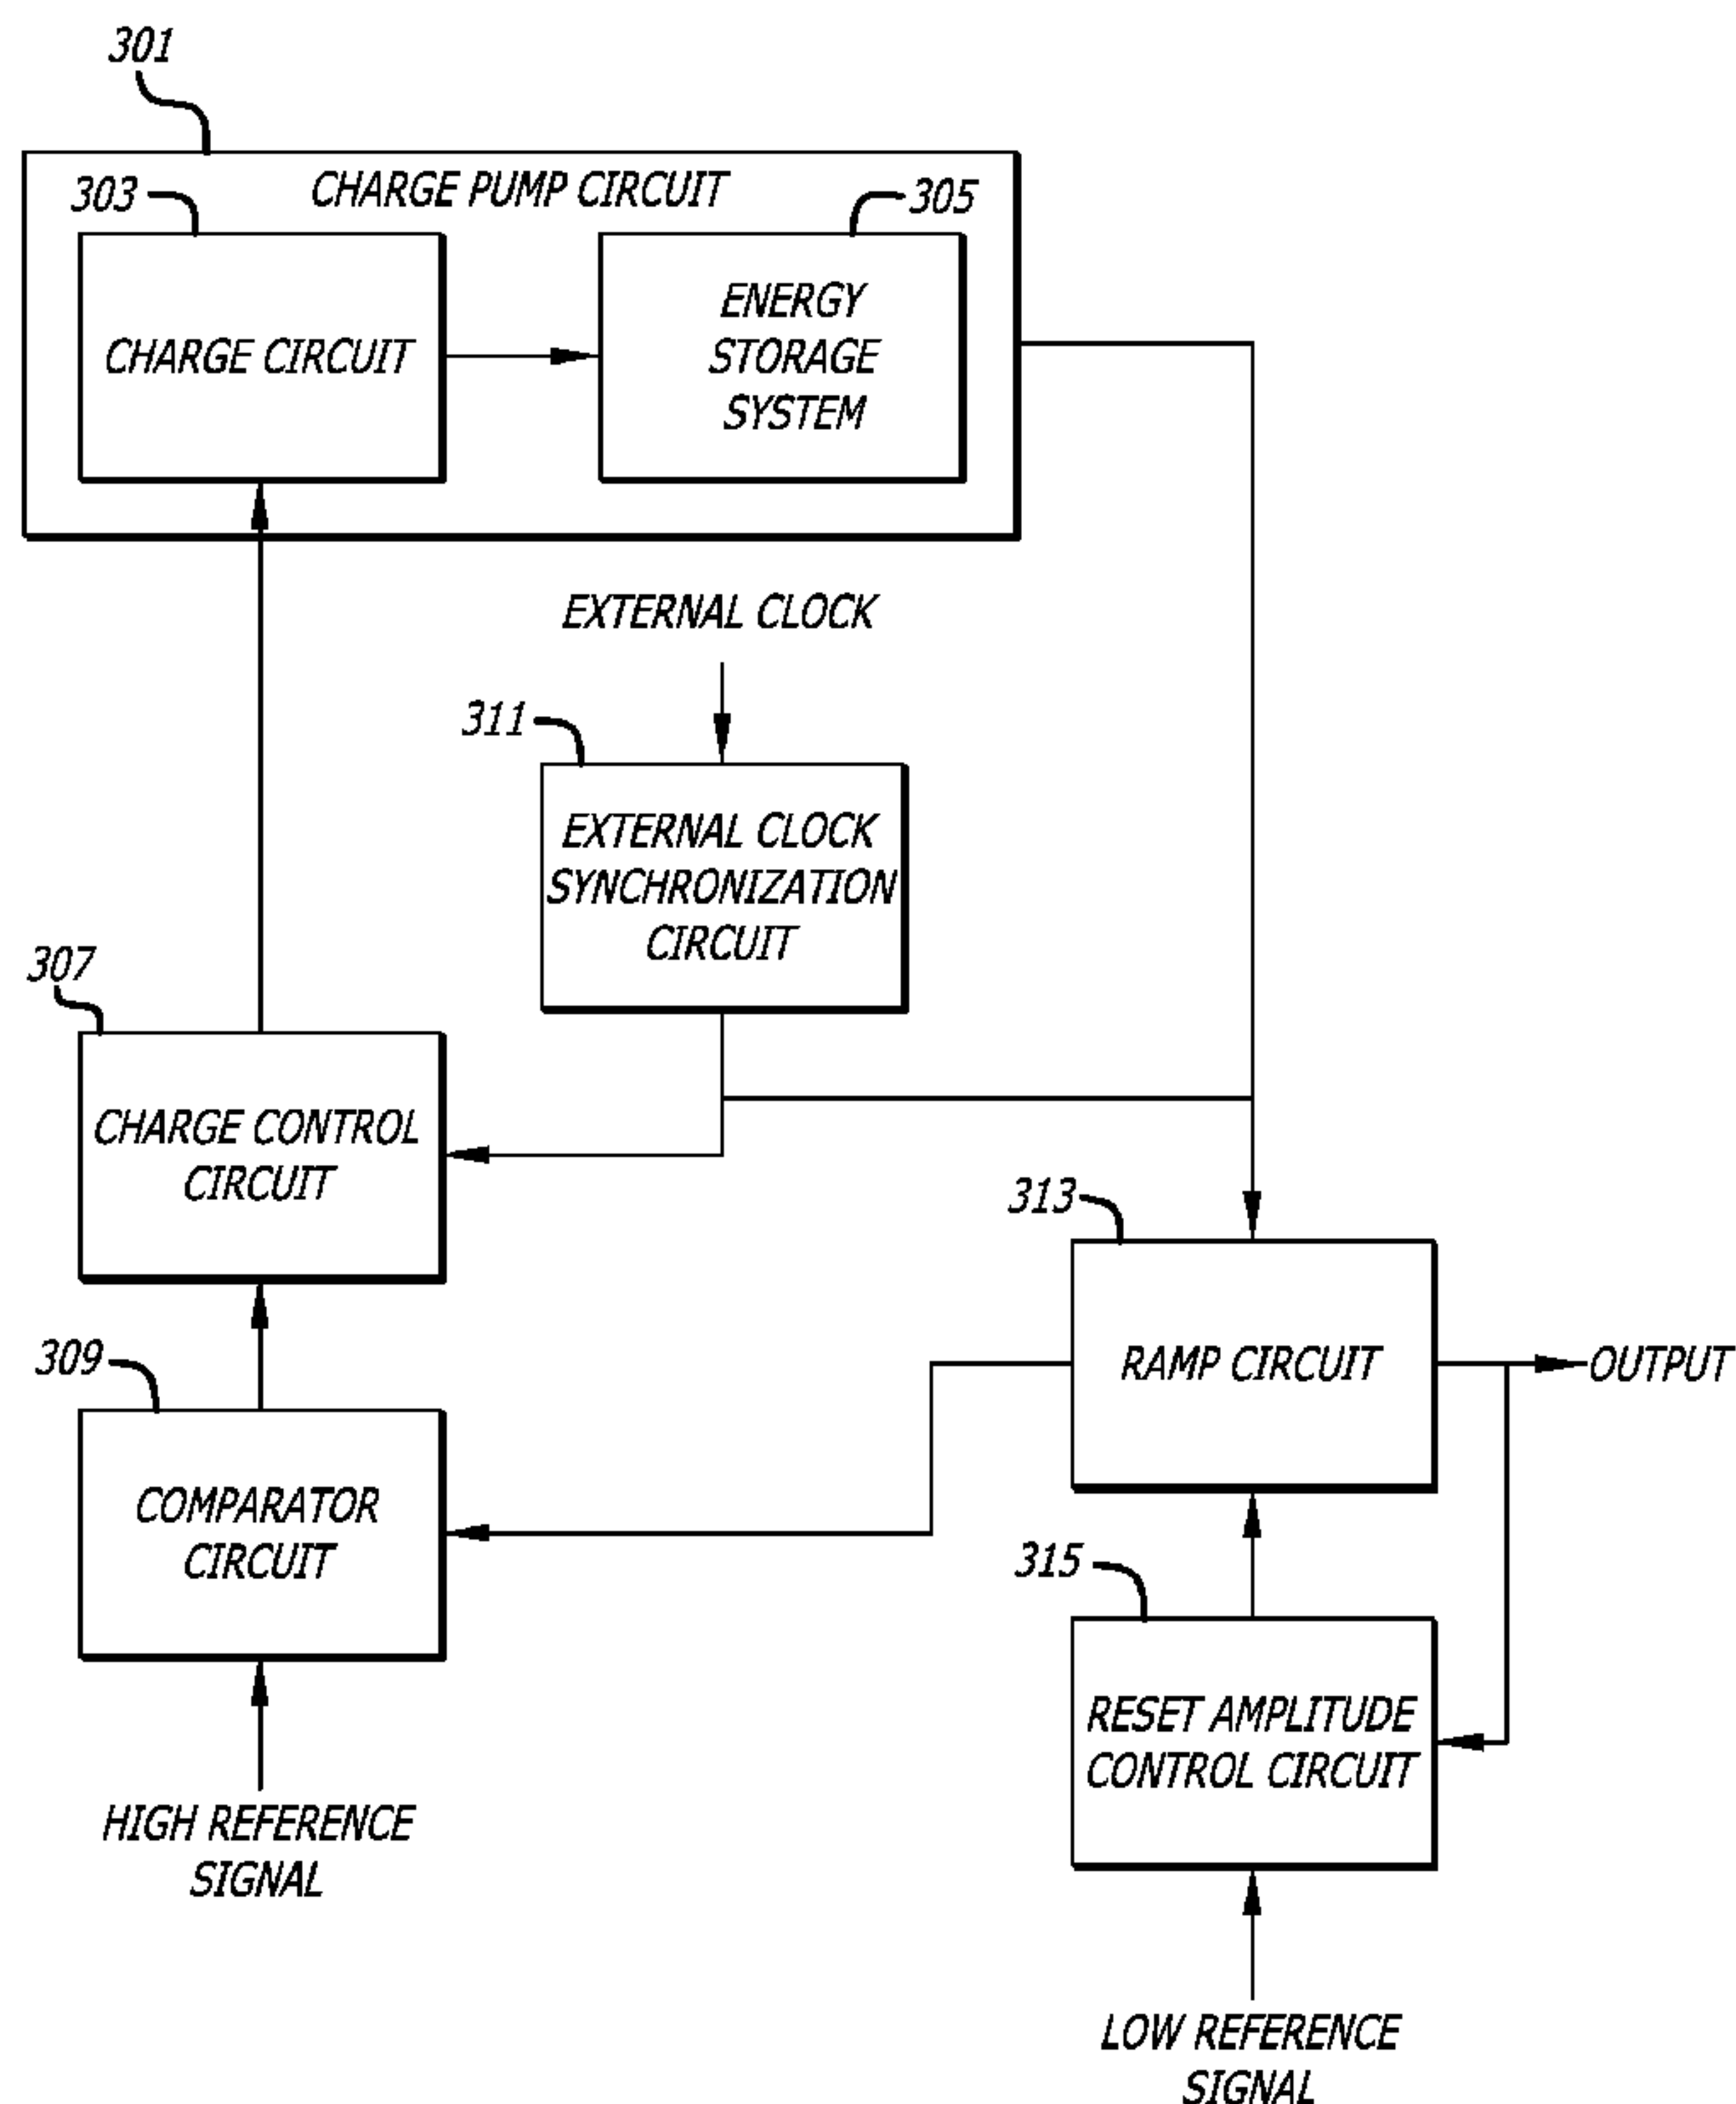 301
CHARGE PUMP CIRCUIT
303
305
CHARGE CIRCUIT
ENERGY
STORAGE
SYSTEM
EXTERNAL CLOCK
311
EXTERNAL CLOCK
SYNCHRONIZATION
CIRCUIT
307
CHARGE CONTROL
CIRCUIT
313
RAMP CIRCUIT
OUTPUT
309
COMPARATOR
CIRCUIT
315
RESET AMPLITUDE
CONTROL CIRCUIT
HIGH REFERENCE
SIGNAL
LOW REFERENCE
SIGNAL